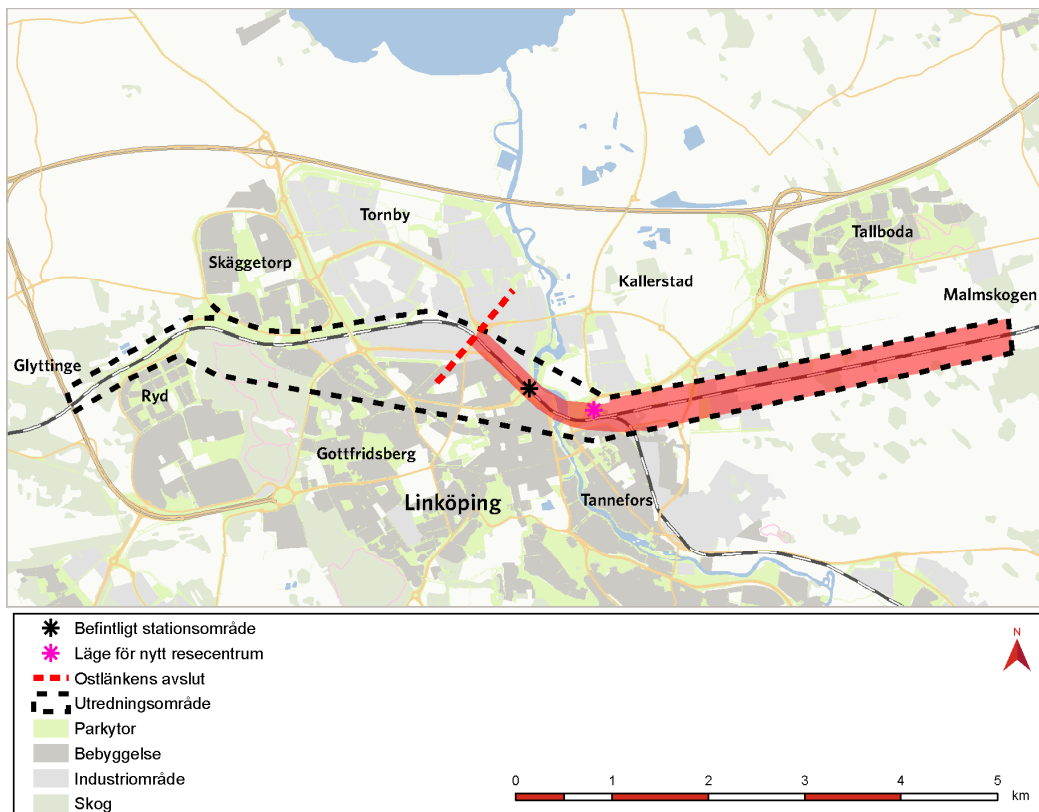 Tornby
Tallboda
Skäggetorp
Kallerstad
Malmskogen
Glyttinge
Ryd
Gottfridsberg
Linköping
Tannefors
Befintligt stationsområde
Läge för nytt resecentrum
Ostlänkens avslut
Utredningsområde
Parkytor
Bebyggelse
Industriområde
Skog
N
0 1 2 3 4 5
km